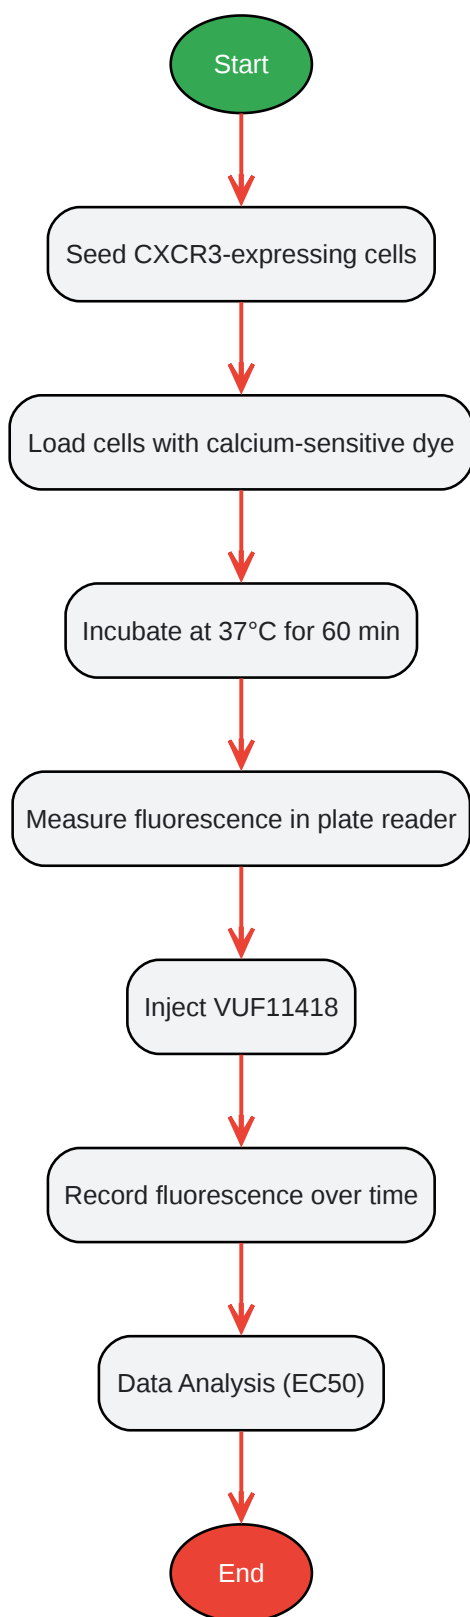 Start
Seed CXCR3-expressing cells
Load cells with calcium-sensitive dye
Incubate at 37°C for 60 min
Measure fluorescence in plate reader
Inject VUF11418
Record fluorescence over time
Data Analysis (EC50)
End